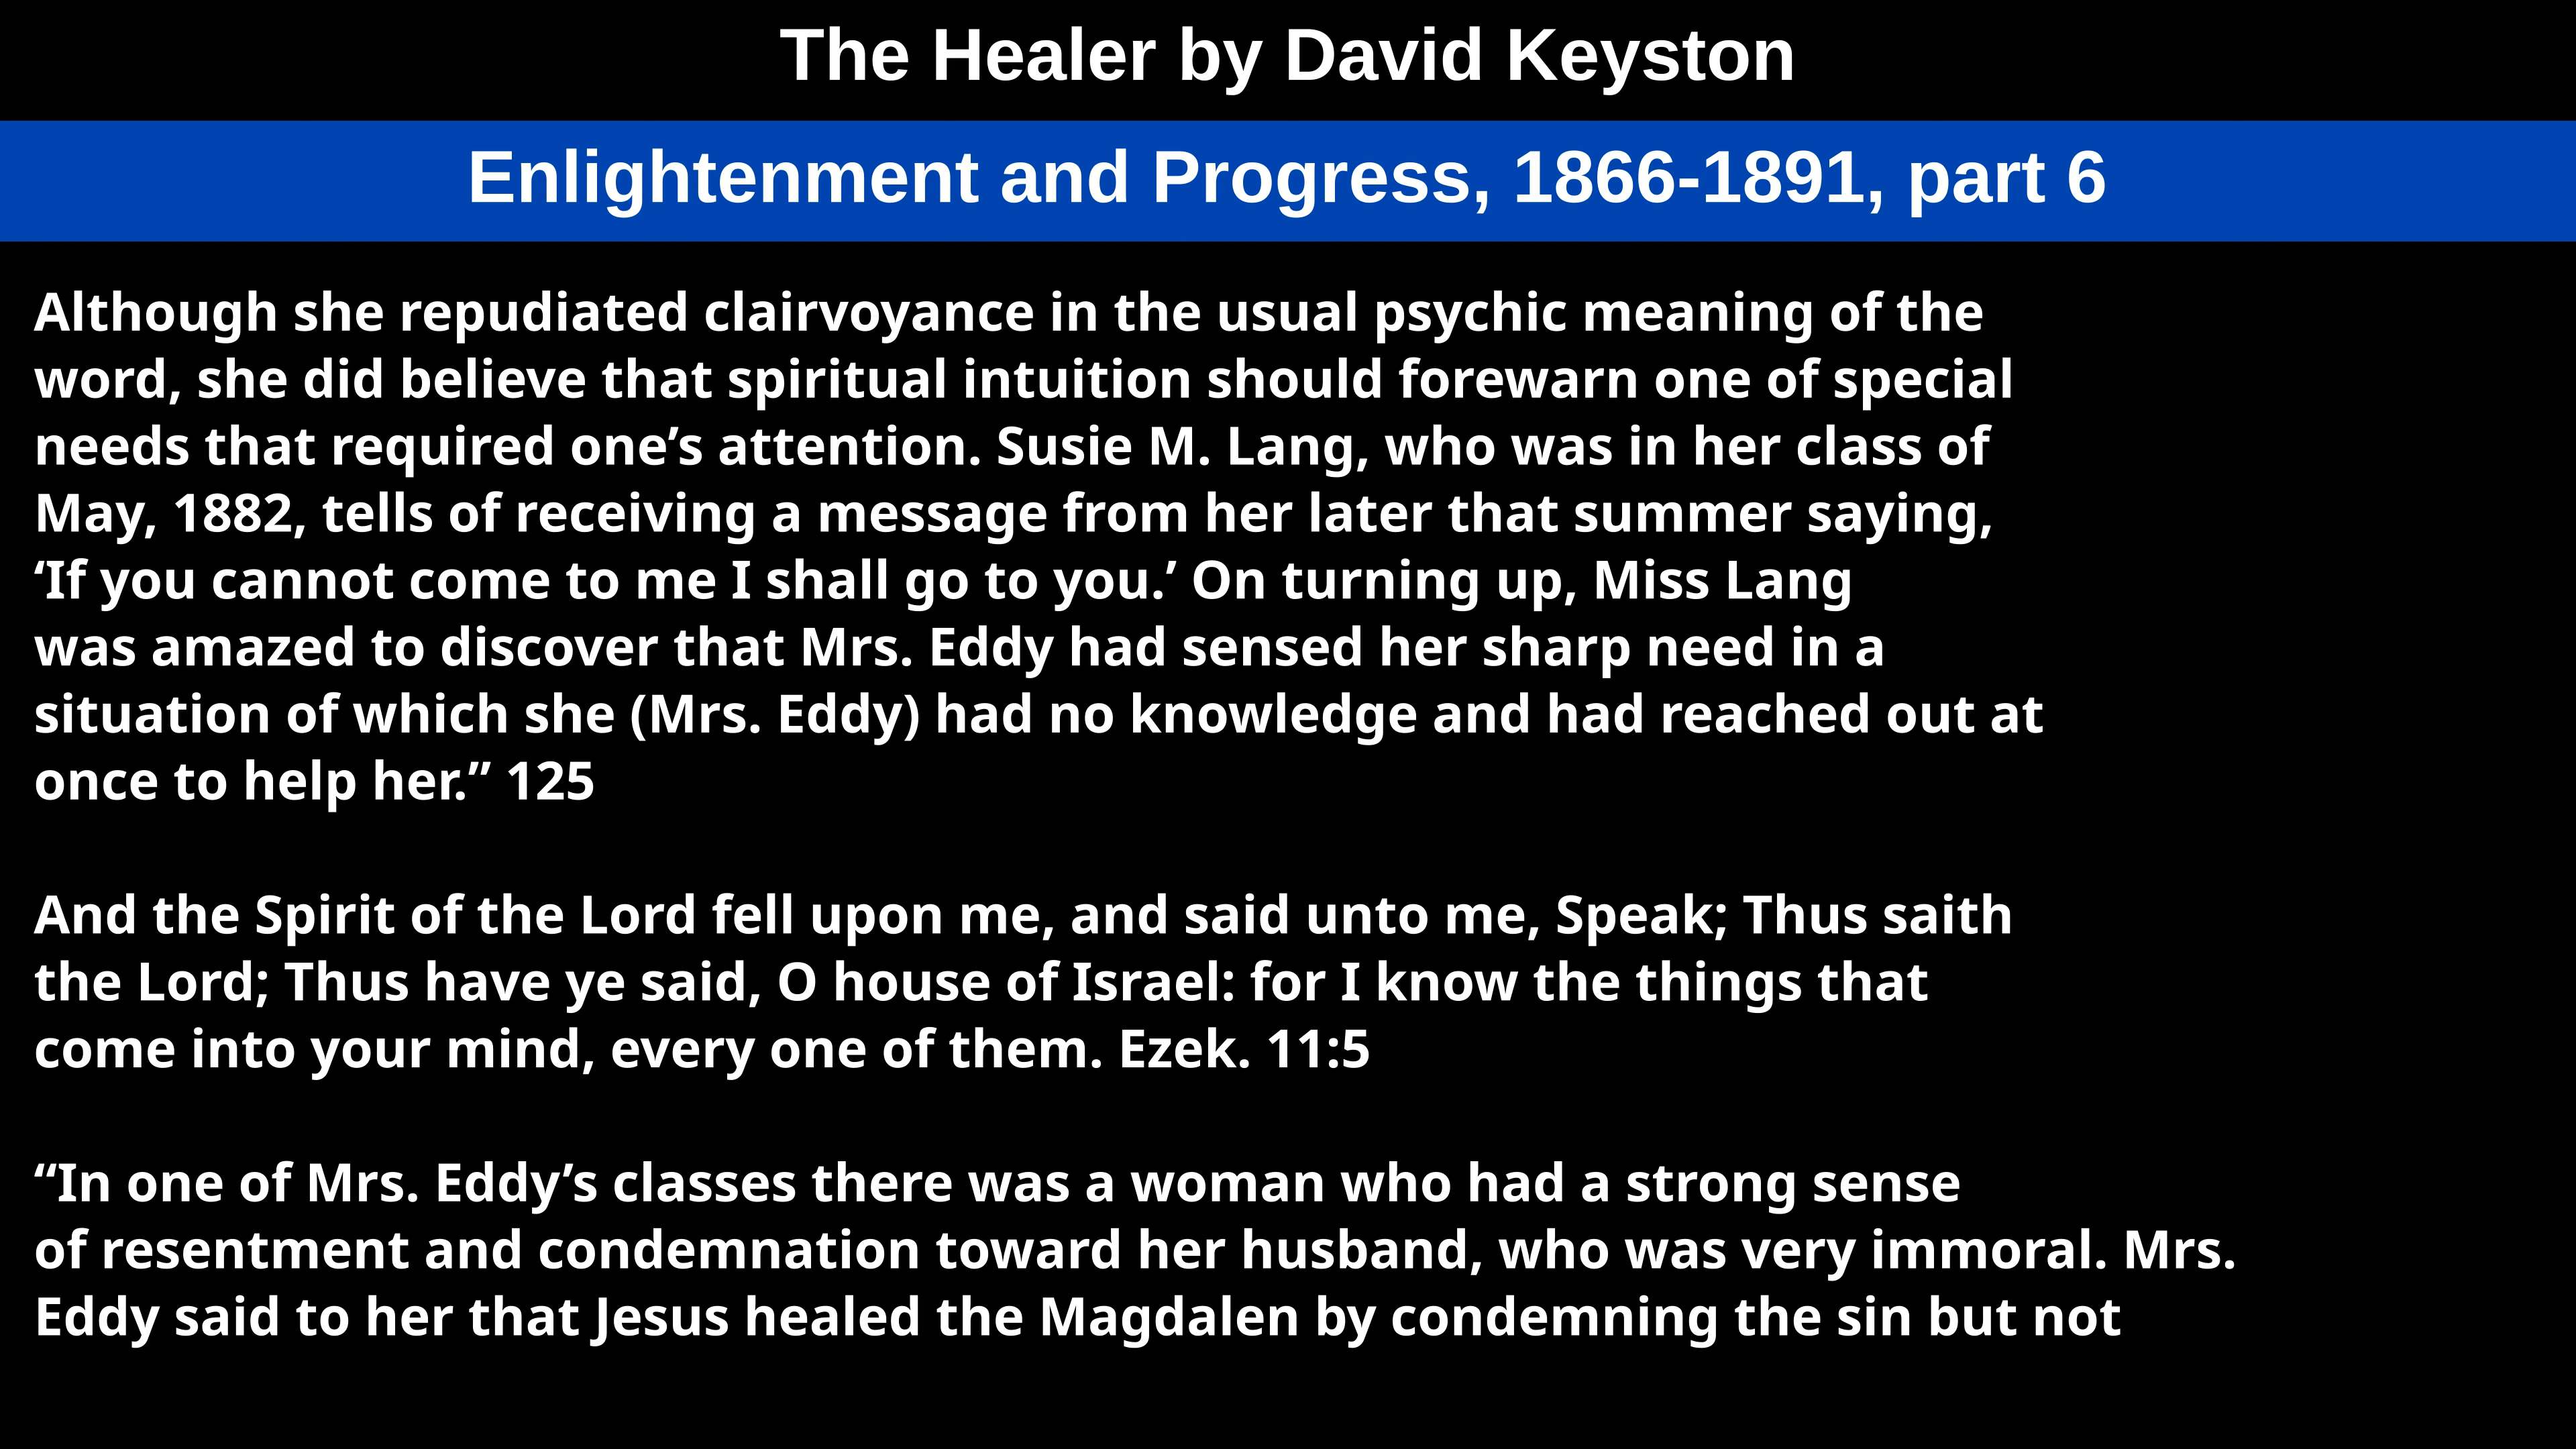 The Healer by David Keyston
Enlightenment and Progress, 1866-1891, part 6
Although she repudiated clairvoyance in the usual psychic meaning of the
word, she did believe that spiritual intuition should forewarn one of special
needs that required one’s attention. Susie M. Lang, who was in her class of
May, 1882, tells of receiving a message from her later that summer saying,
‘If you cannot come to me I shall go to you.’ On turning up, Miss Lang
was amazed to discover that Mrs. Eddy had sensed her sharp need in a
situation of which she (Mrs. Eddy) had no knowledge and had reached out at
once to help her.” 125
And the Spirit of the Lord fell upon me, and said unto me, Speak; Thus saith
the Lord; Thus have ye said, O house of Israel: for I know the things that
come into your mind, every one of them. Ezek. 11:5
“In one of Mrs. Eddy’s classes there was a woman who had a strong sense
of resentment and condemnation toward her husband, who was very immoral. Mrs.
Eddy said to her that Jesus healed the Magdalen by condemning the sin but not